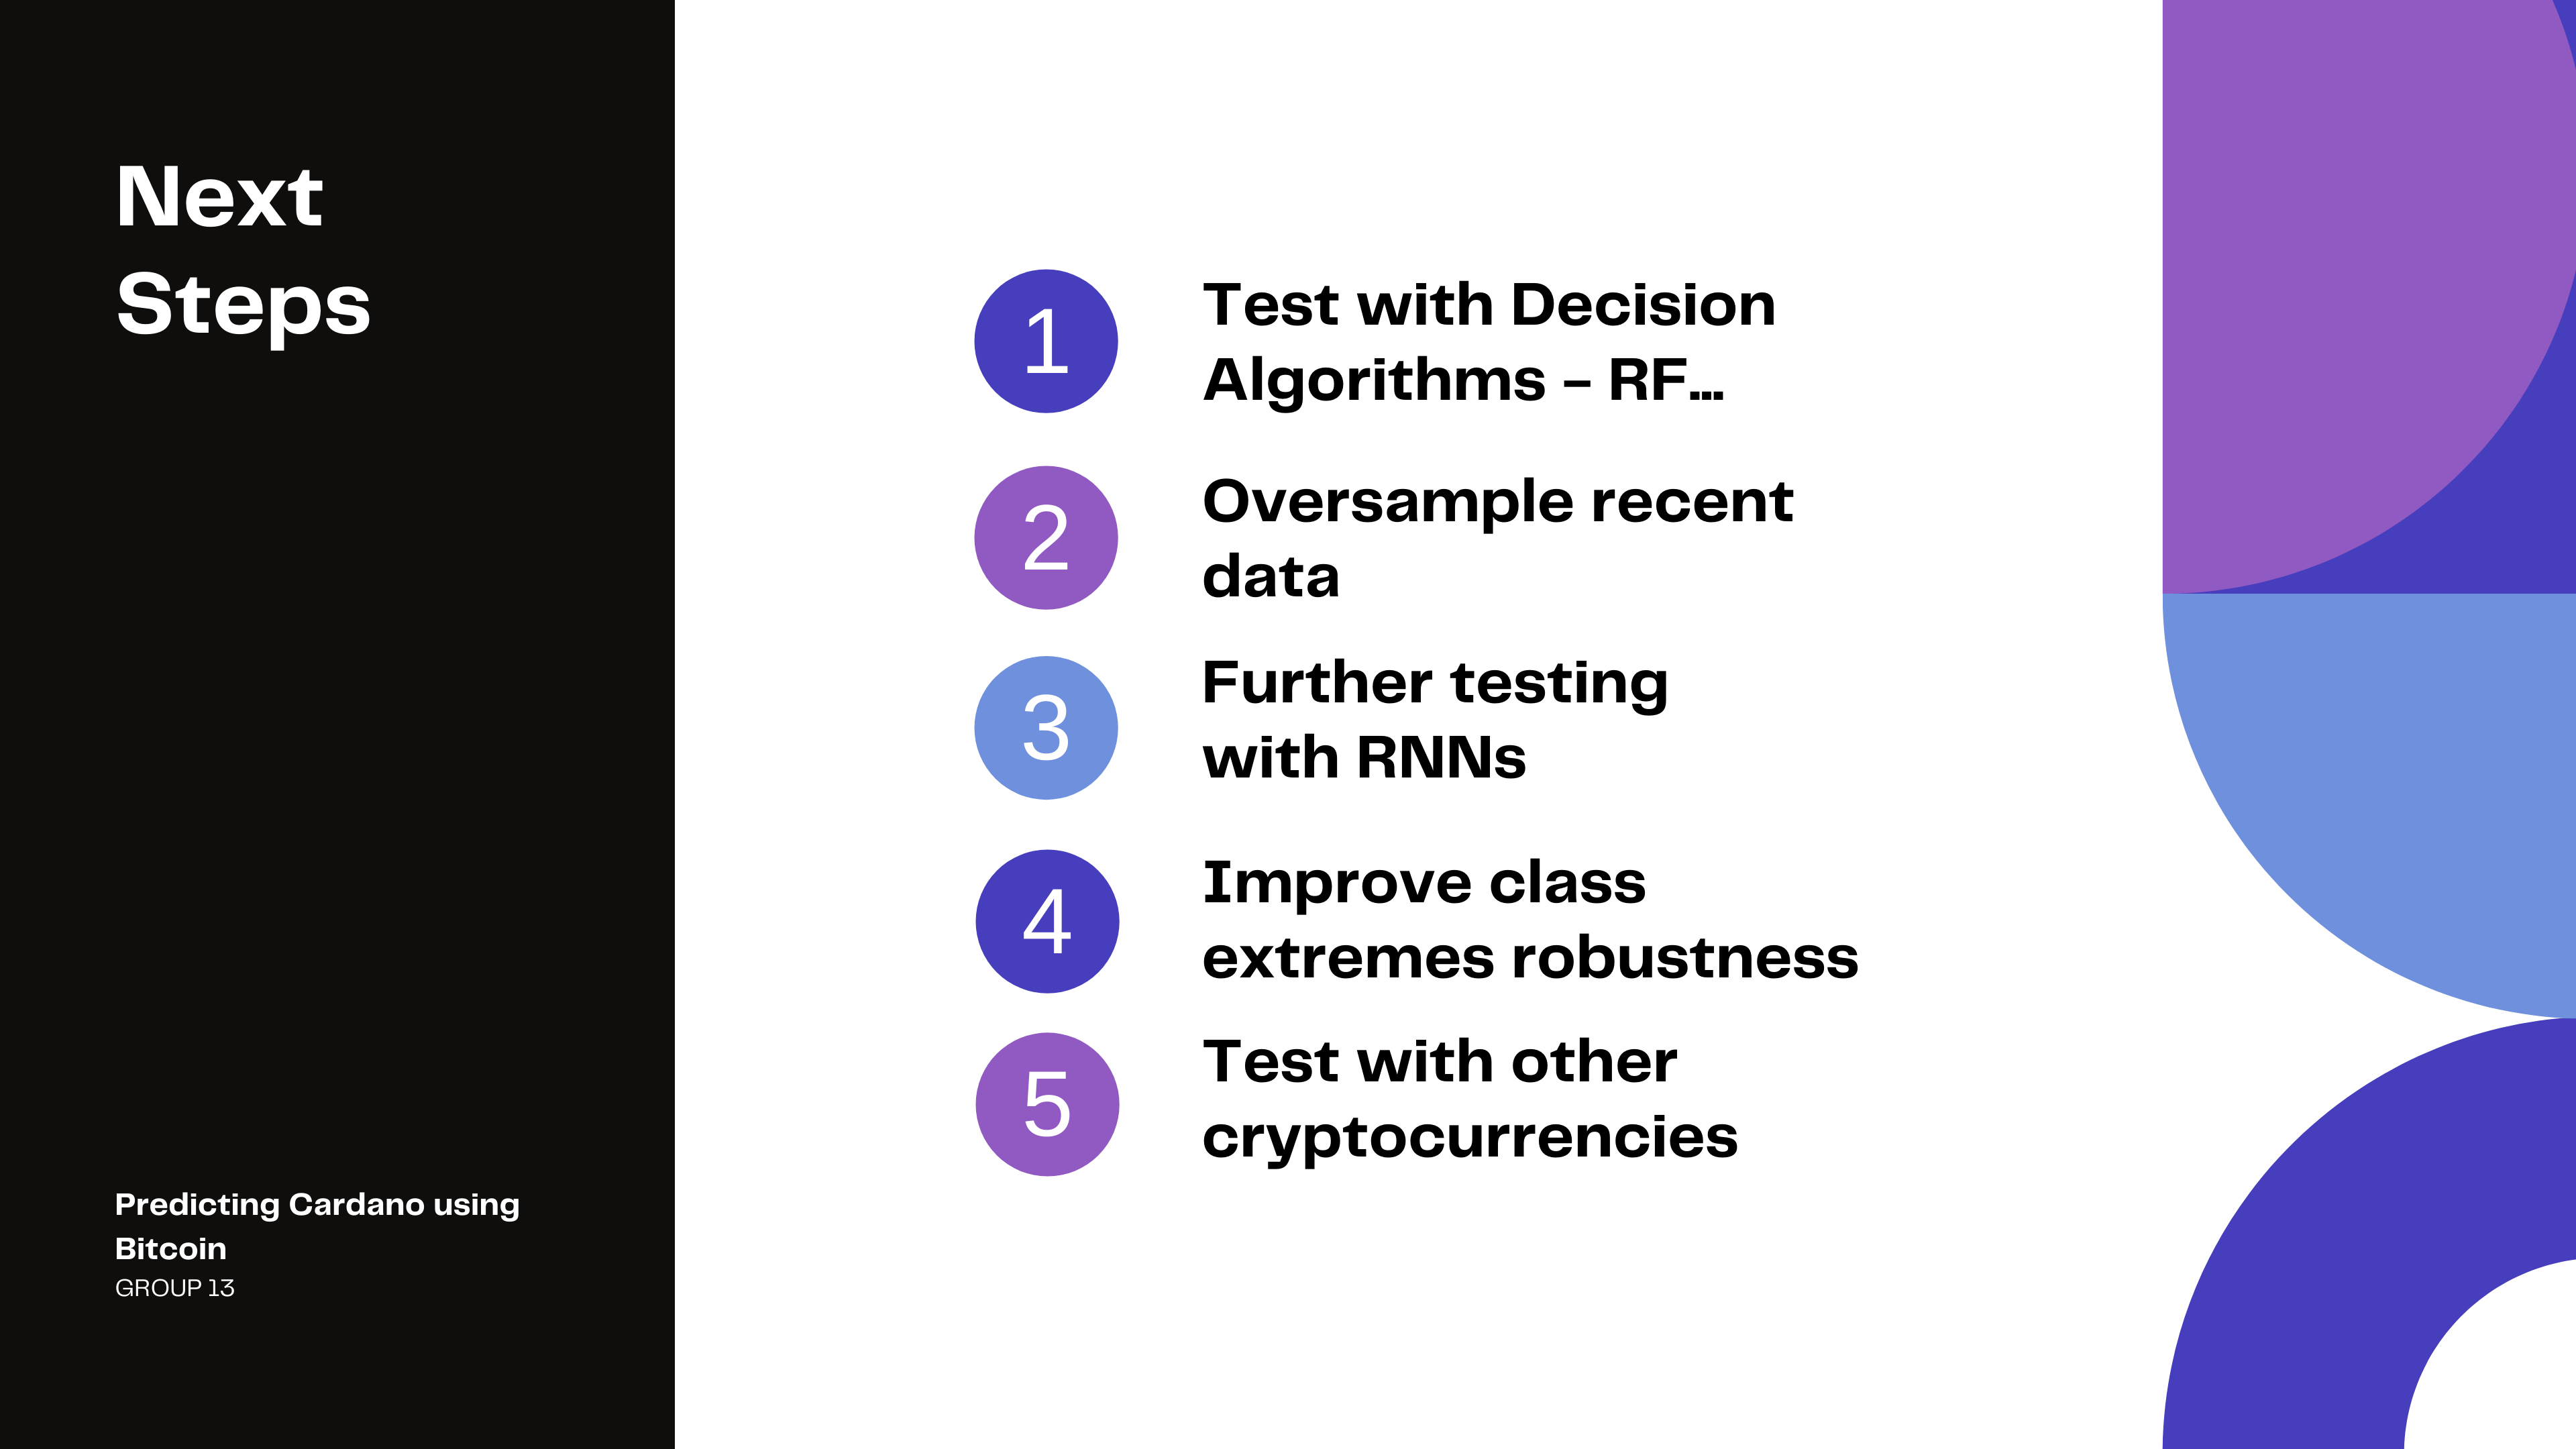 Next
Steps
1
Test with Decision
Algorithms – RF...
2
Oversample recent
data
3
Further testing
with RNNs
4
Improve class
extremes robustness
5
Test with other
cryptocurrencies
Predicting Cardano using
Bitcoin
GROUP 13